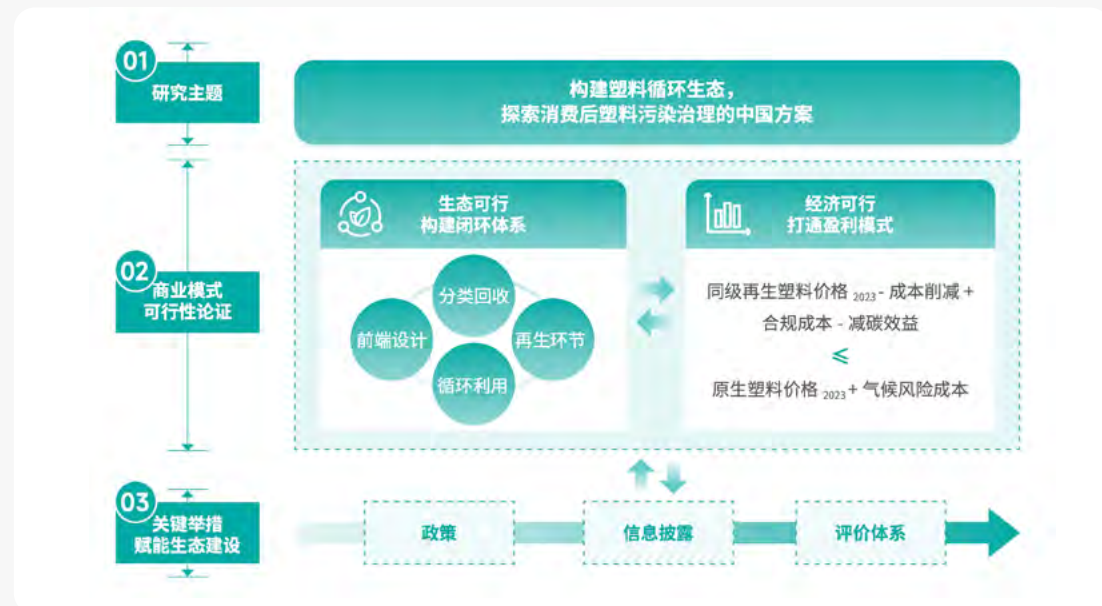 01
研究主题
构建塑料循环生态，
探索消费后塑料污染治理的中国方案
02
商业模式
可行性论证
生态可行
构建闭环体系
分类回收
前端设计
再生环节
循环利用
经济可行
打通盈利模式
同级再生塑料价格 2023 - 成本削减 +
合规成本 - 减碳效益
≤
原生塑料价格 2023 + 气候风险成本
03
关键举措
赋能生态建设
政策
信息披露
评价体系